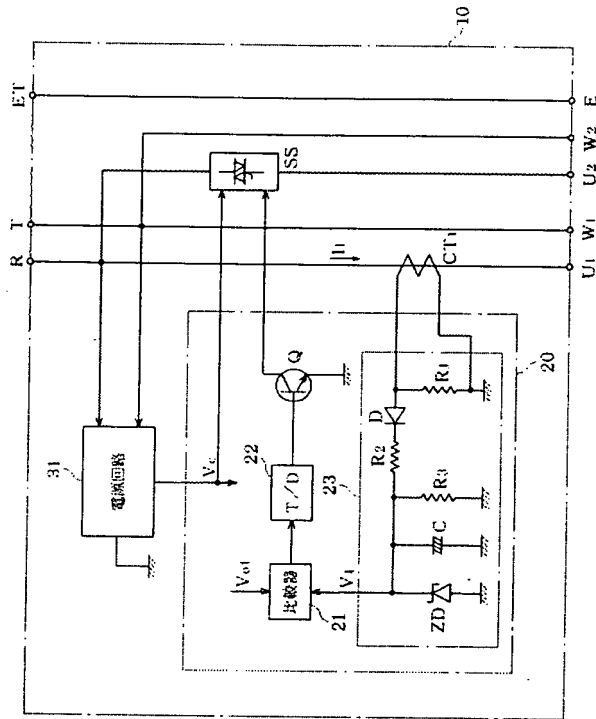 R
T
ET
10
31
電源回路
Vc
SS
I1
CT1
Q
22
T/D
Vo1
比較器
21
V1
23
D
R1
R2
R3
C
ZD
20
U1
W1
U2
W2
E